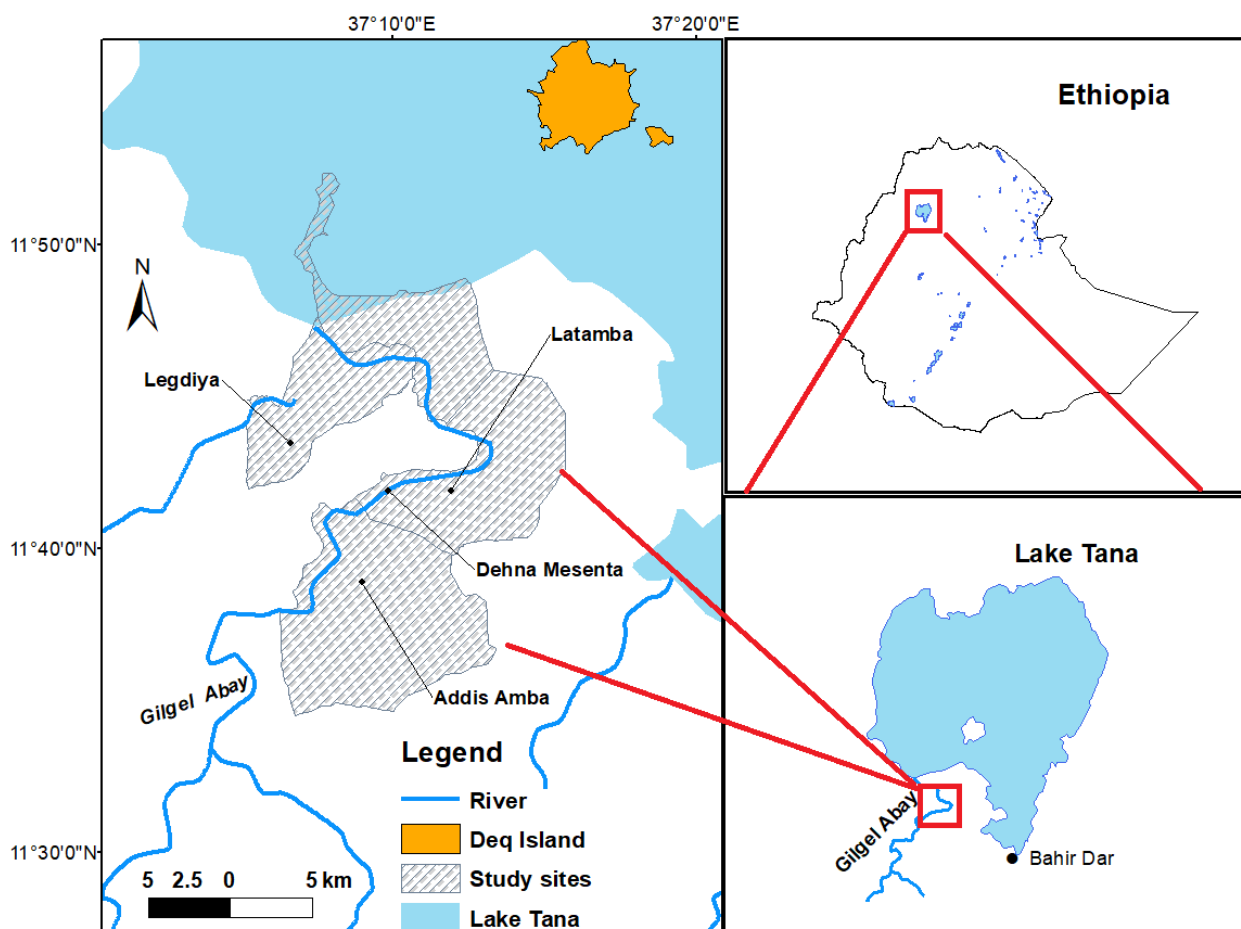 37°10'0"E
37°20'0"E
11°50'0"N
11°40'0"N
11°30'0"N
N
Latamba
Legdiya
Dehna Mesenta
Addis Amba
Gilgel Abay
Legend
River
Deq Island
Study sites
Lake Tana
5 2.5 0 5 km
Ethiopia
Lake Tana
Gilgel Abay
Bahir Dar